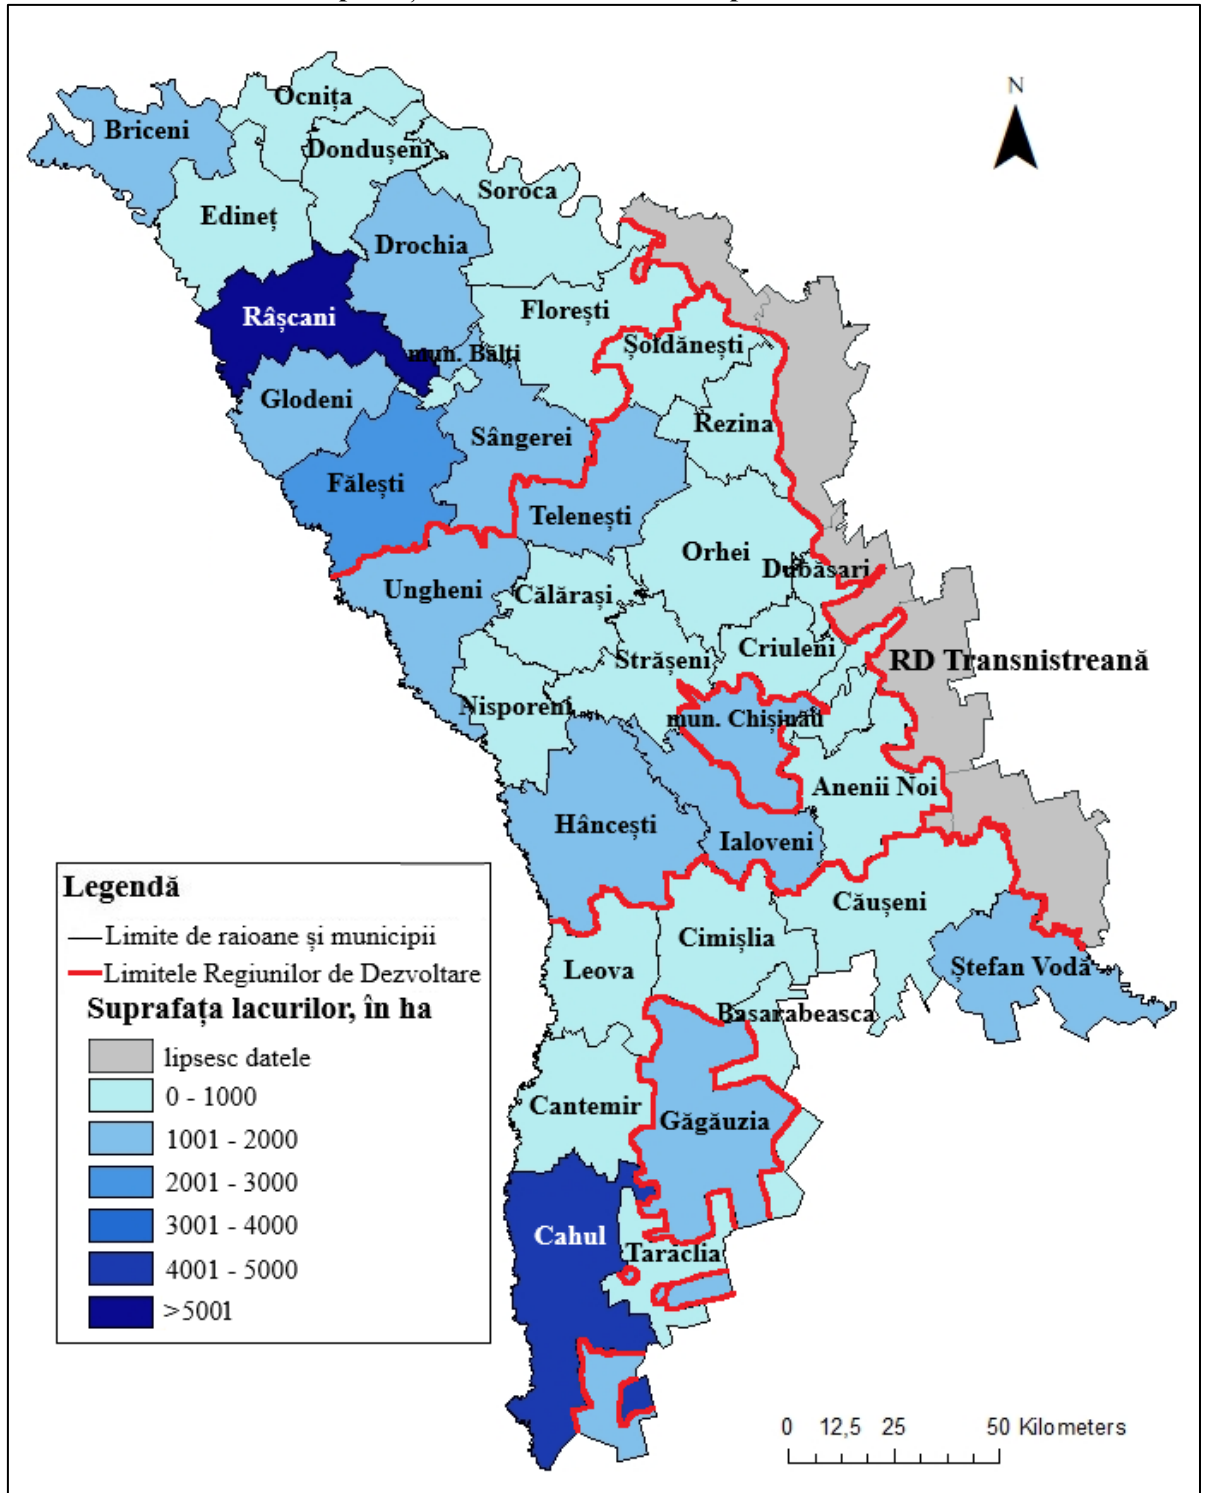 N
Ocnița
Briceni
Dondușeni
Soroca
Edineț
Drochia
Râșcani
Florești
Șoldănești
mun. Bălți
Glodeni
Rezina
Sângerei
Fălești
Telenești
Orhei
Dubăsari
Ungheni
Călărași
Criuleni
Strășeni
RD Transnistreană
Nisporeni
mun. Chișinău
Anenii Noi
Hâncești
Ialoveni
Căușeni
Cimișlia
Leova
Ștefan Vodă
Basarabeasca
Cantemir
Găgăuzia
Cahul
Taraclia
Legendă
Limite de raioane și municipii
Limitele Regiunilor de Dezvoltare
Suprafața lacurilor, în ha
lipsesc datele
0 - 1000
1001 - 2000
2001 - 3000
3001 - 4000
4001 - 5000
>5001
0 12,5 25 50 Kilometers